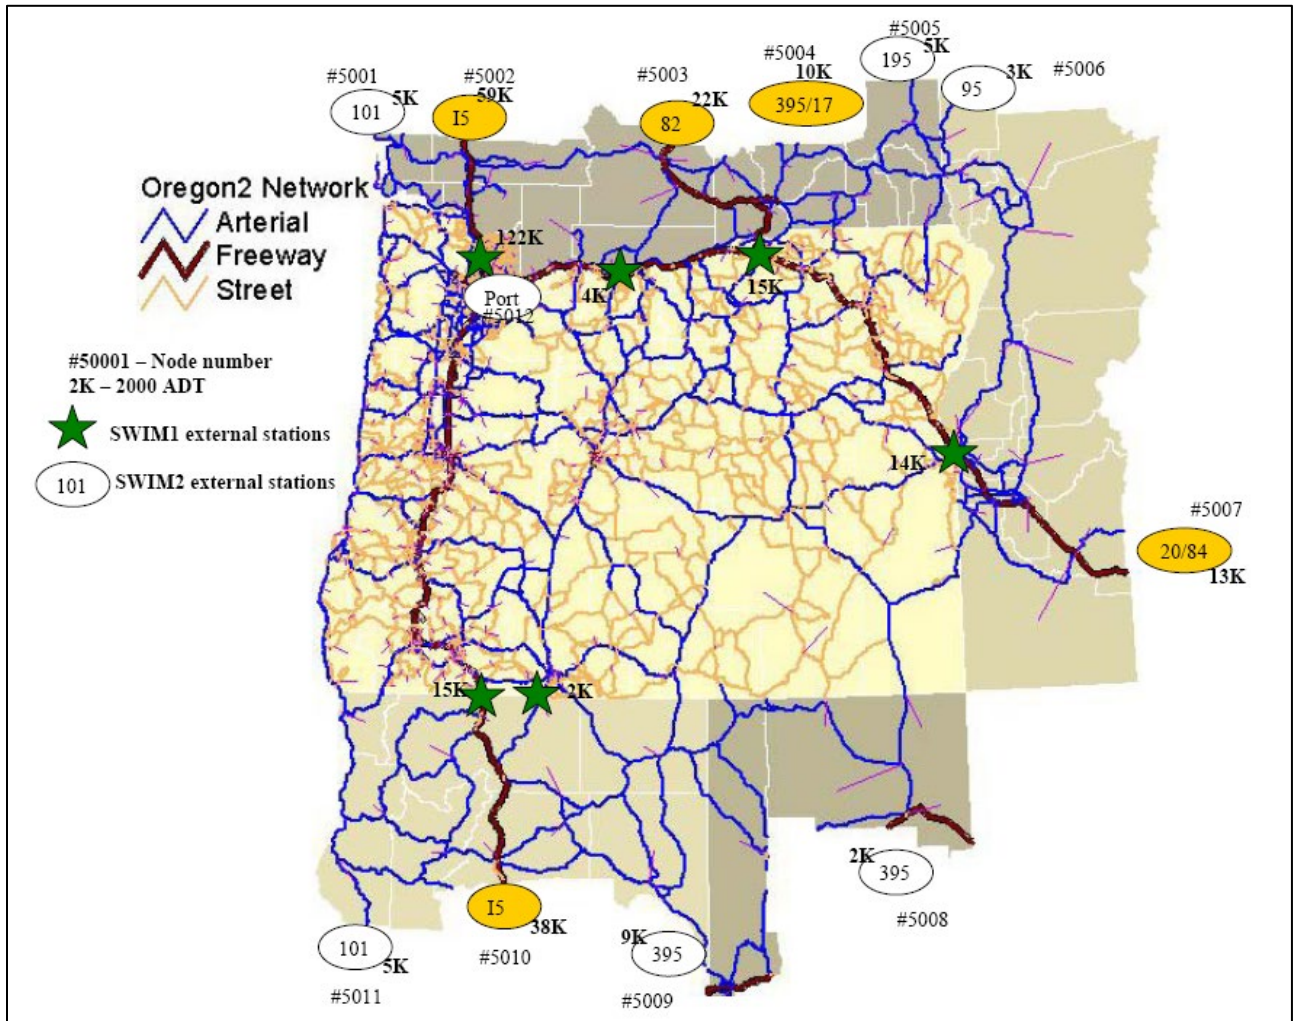 #5005
5K
195
#5004
10K
395/17
3K
95
#5006
#5001
5K
101
#5002
59K
I5
#5003
22K
82
Oregon2 Network
Arterial
Freeway
Street
122K
Port
#5012
4K
15K
#50001 – Node number
2K – 2000 ADT
SWIM1 external stations
101
SWIM2 external stations
14K
#5007
20/84
13K
15K
2K
2K
395
#5008
I5
38K
#5010
9K
395
#5009
101
5K
#5011